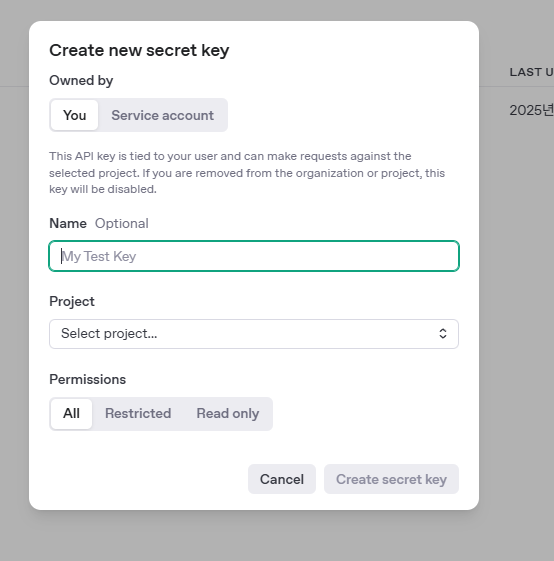 Create new secret key
LAST U
Owned by
You Service account
2025년
This API key is tied to your user and can make requests against the
selected project. If you are removed from the organization or project, this
key will be disabled.
Name Optional
My Test Key
Project
Select project...
Permissions
All Restricted Read only
Cancel Create secret key